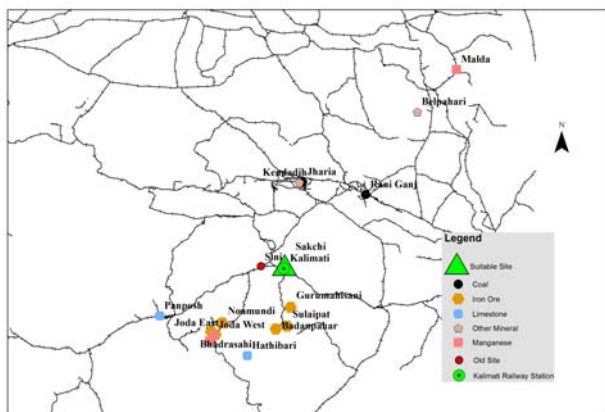 Malda
Belpahari
N
Kendadih Jharia
Rani Ganj
Sakchi
Sini Kalimati
Gurumahisani
Sulaipat
Badanpahar
Panposh
Noamundi
Joda East Joda West
Bhadrasahi Hathibari
Legend
Suitable Site
Coal
Iron Ore
Limestone
Other Mineral
Manganese
Old Site
Kalimati Railway Station